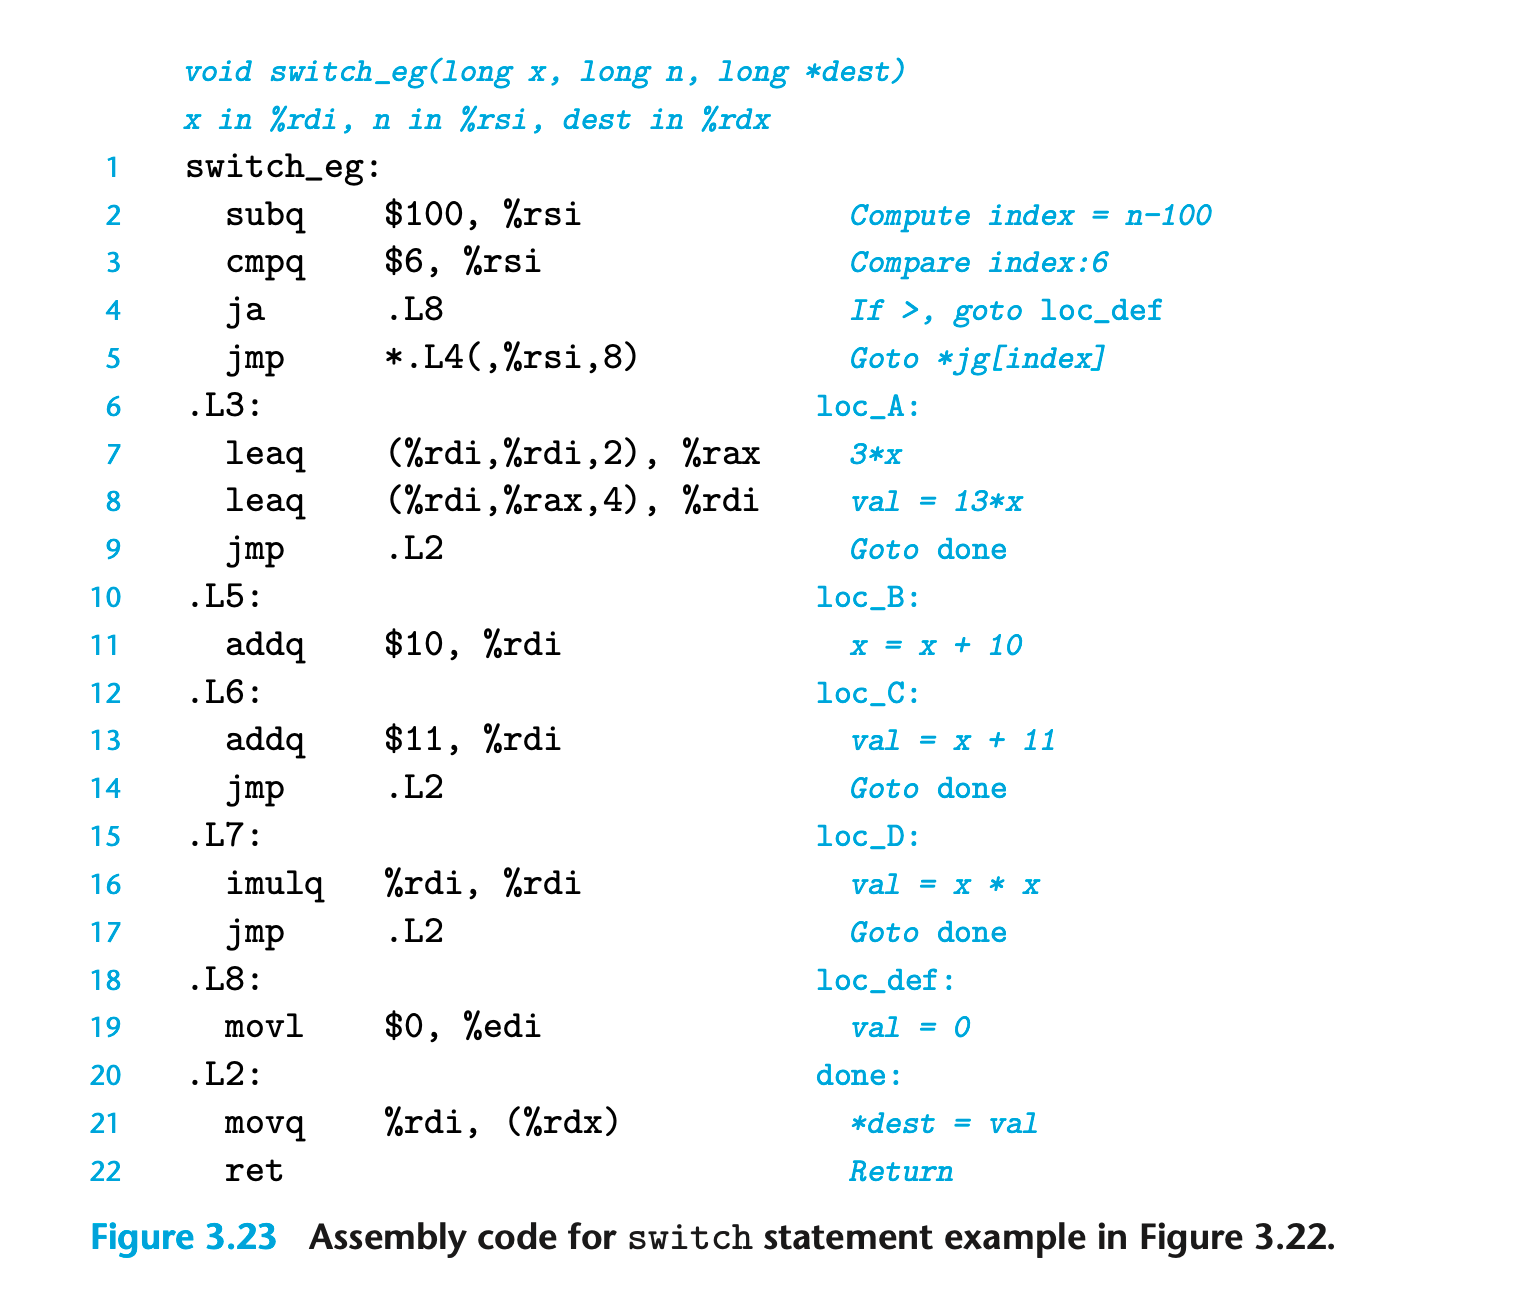 void switch_eg(long x, long n, long *dest)
x in %rdi, n in %rsi, dest in %rdx
1 switch_eg:
2 subq $100, %rsi Compute index = n-100
3 cmpq $6, %rsi Compare index:6
4 ja .L8 If >, goto loc_def
5 jmp *.L4(,%rsi,8) Goto *jg[index]
6 .L3: loc_A:
7 leaq (%rdi,%rdi,2), %rax 3*x
8 leaq (%rdi,%rax,4), %rdi val = 13*x
9 jmp .L2 Goto done
10 .L5: loc_B:
11 addq $10, %rdi x = x + 10
12 .L6: loc_C:
13 addq $11, %rdi val = x + 11
14 jmp .L2 Goto done
15 .L7: loc_D:
16 imulq %rdi, %rdi val = x * x
17 jmp .L2 Goto done
18 .L8: loc_def:
19 movl $0, %edi val = 0
20 .L2: done:
21 movq %rdi, (%rdx) *dest = val
22 ret Return
Figure 3.23 Assembly code for switch statement example in Figure 3.22.